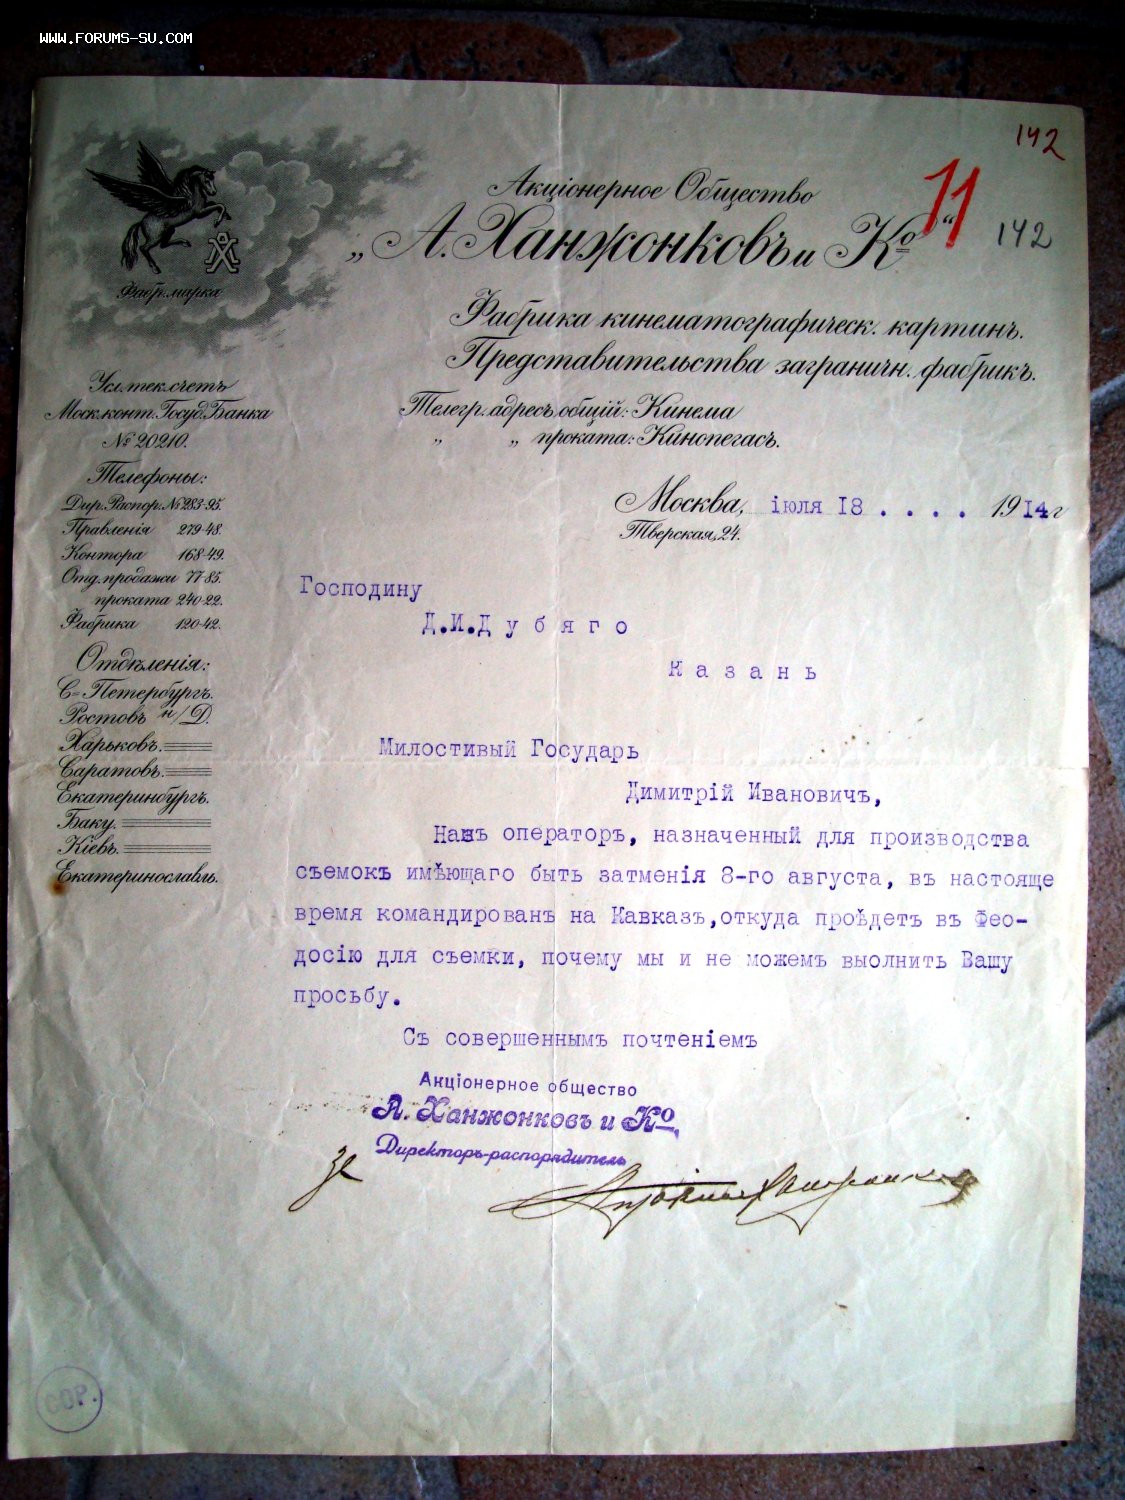 WWW.FORUMS-SU.COM
142
11
142
Акціонерное Общество
„А. Ханжонковъ и Ко“
Фабр. марка
Фабрика кинематографическ. картинъ.
Представительства заграничн. фабрикъ.
Телегр. адресъ общій: Кинема
„ „ проката: Кинопегасъ.
Усл. тек. счетъ
Моск. конт. Госуд. Банка
№ 20210.
Телефоны:
Дир. Распор. № 283-95.
Правленія 279-48.
Контора 168-49.
Отд. продажи 77-85.
проката 240-22.
Фабрика 120-42.
Отдѣленія:
С=Петербургъ.
Ростовъ н/Д.
Харьковъ.
Саратовъ.
Екатеринбургъ.
Баку.
Кіевъ.
Екатеринославль.
Москва, іюля 18 . . . . 1914 г
Тверская, 24.
Господину
Д.И.Дубяго
Казань
Милостивый Государь
Димитрій Ивановичъ,
Нашъ операторъ, назначенный для производства
съемокъ имѣющаго быть затменія 8-го августа, въ настояще
время командированъ на Кавказъ,откуда проѣдетъ въ Фео-
досію для съемки, почему мы и не можемъ выолнить Вашу
просьбу.
Съ совершеннымъ почтеніемъ
Акціонерное общество
А. Ханжонковъ и Ко.
Директоръ-распорядитель
за
COP.